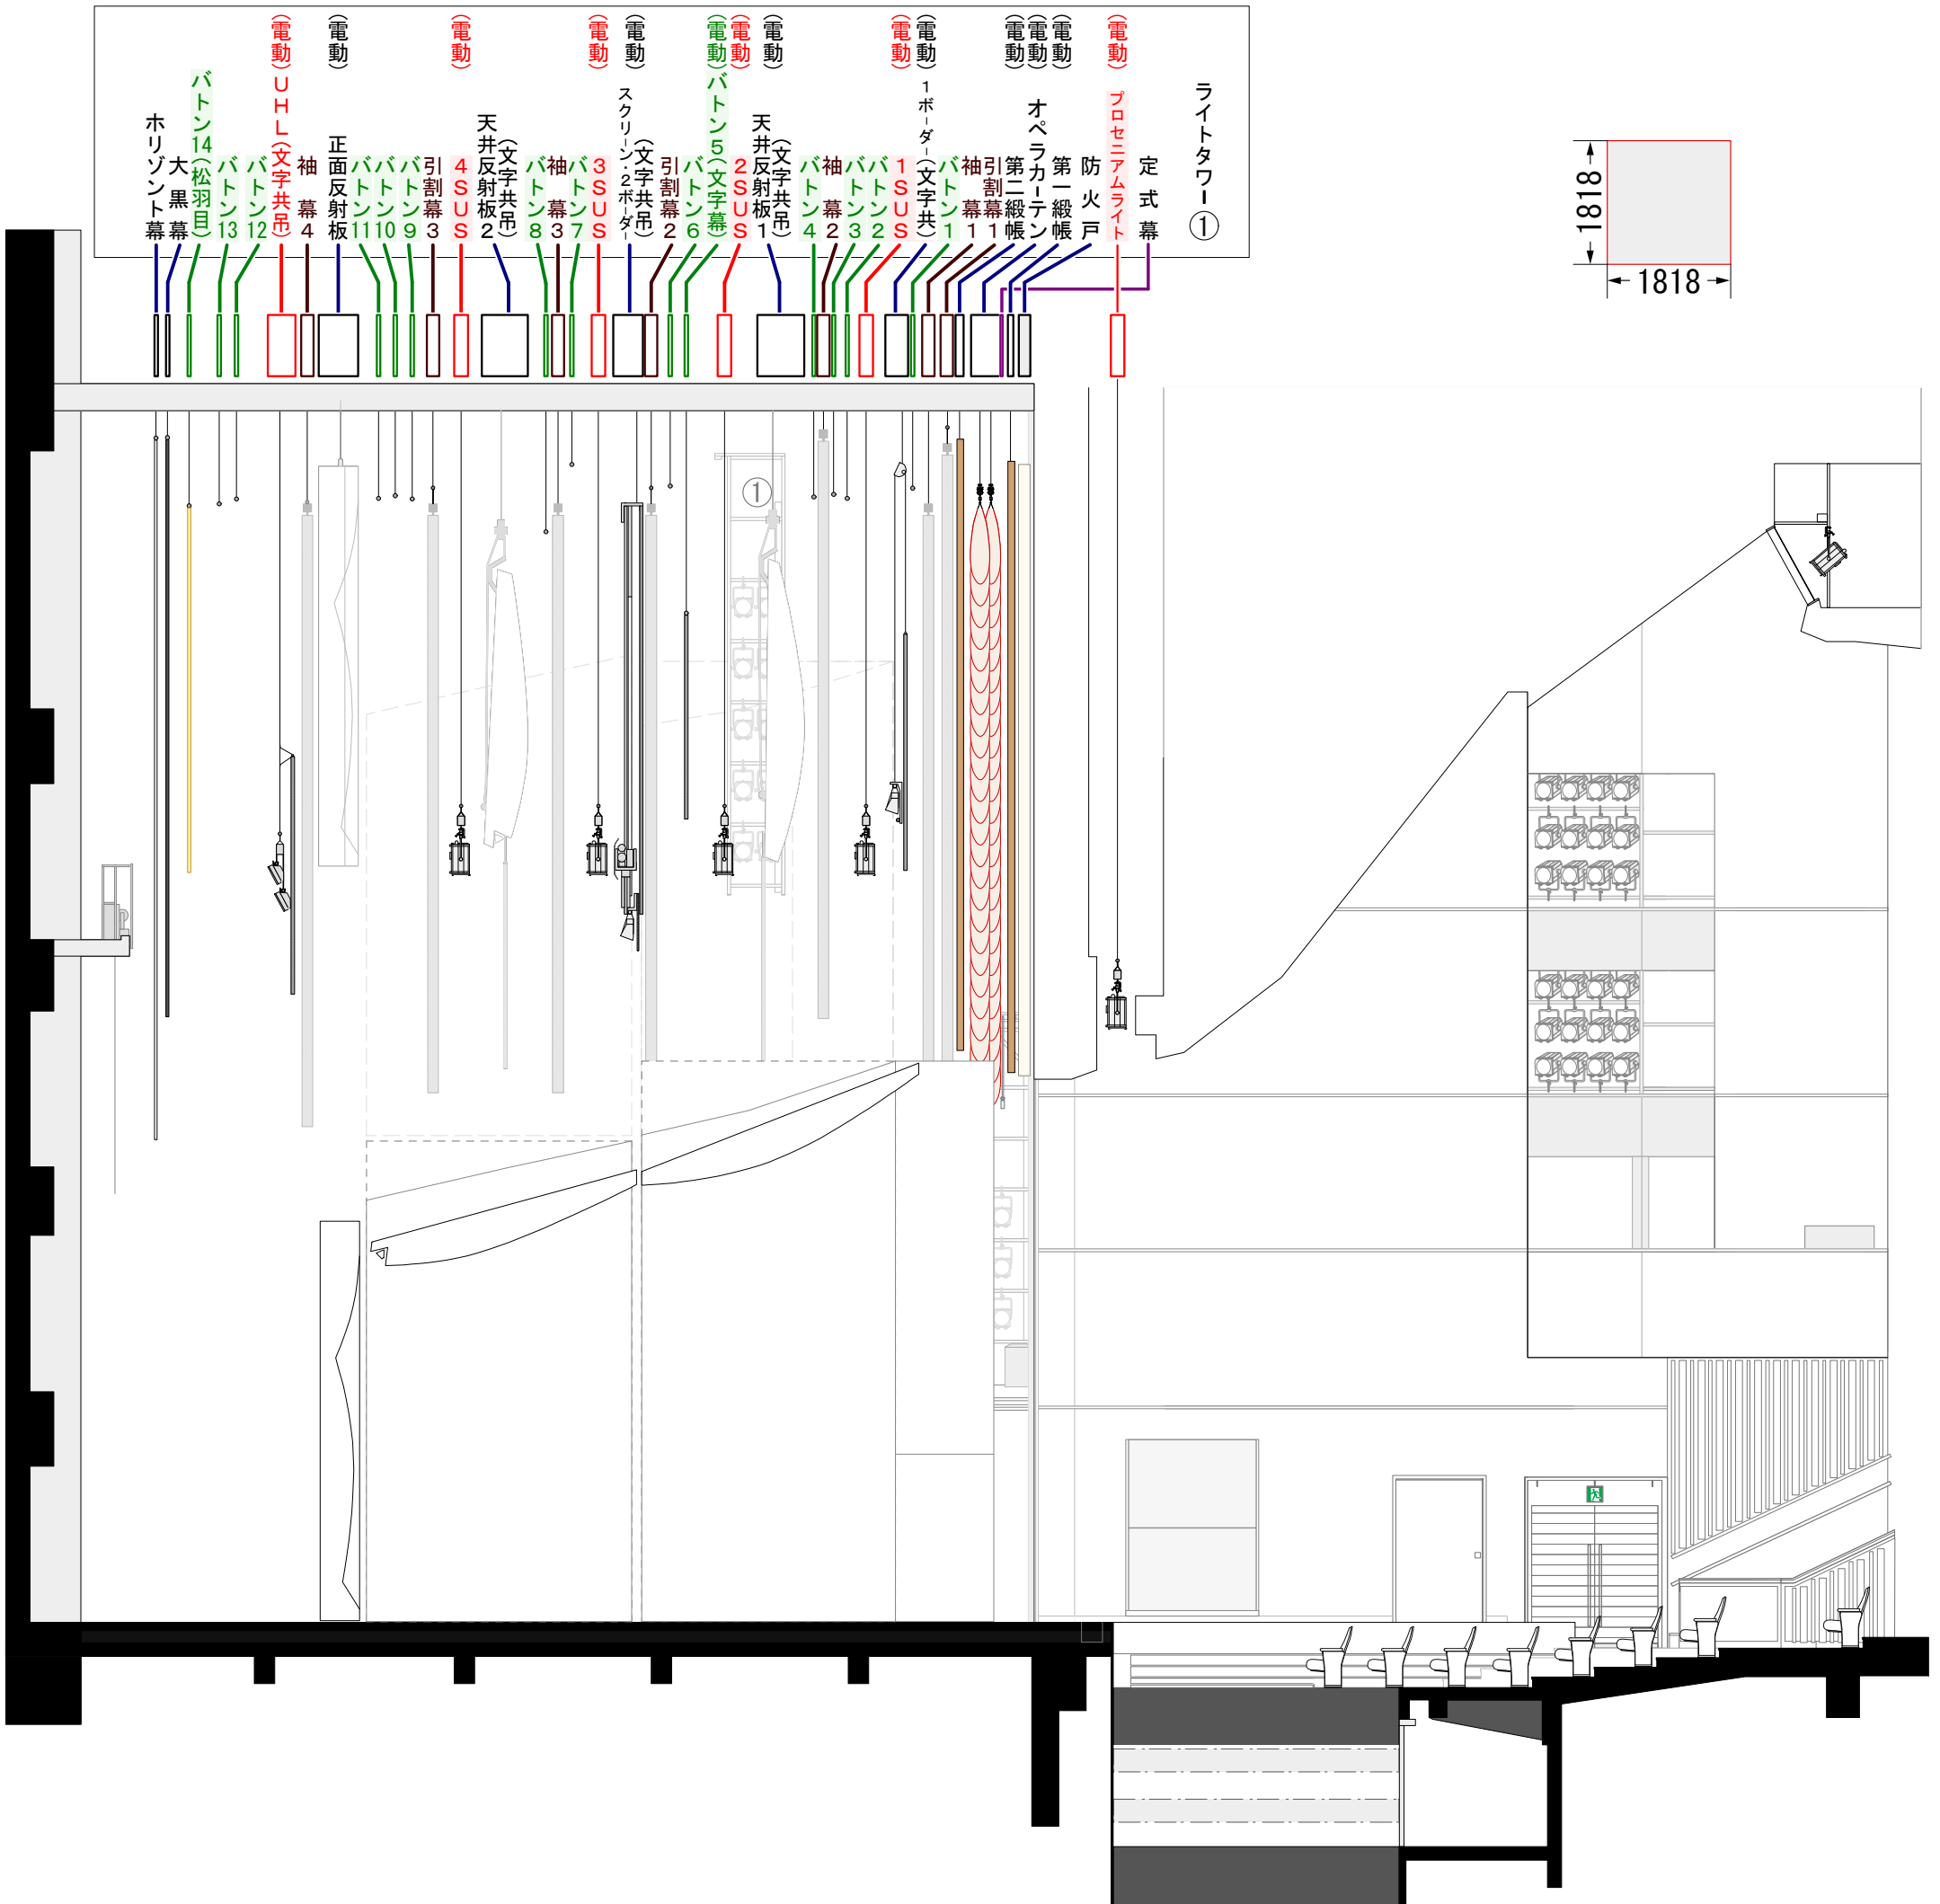 ライトタワー①
定式幕
(電動)プロセニアムライト
防火戸
(電動)第一緞帳
(電動)オペラカーテン
(電動)第二緞帳
引割幕1
袖幕1
バトン1
(電動)1ボーダー(文字共)
(電動)1SUS
バトン2
バトン3
袖幕2
バトン4
(文字共吊)
(電動)天井反射板1
(電動)2SUS
(電動)バトン5(文字幕)
バトン6
引割幕2
(文字共吊)
(電動)スクリーン・2ボーダー
(電動)3SUS
バトン7
袖幕3
バトン8
(文字共吊)
天井反射板2
(電動)4SUS
引割幕3
バトン9
バトン10
バトン11
(電動)正面反射板
袖幕4
(電動)UHL(文字共吊)
バトン12
バトン13
バトン14(松羽目)
大黒幕
ホリゾント幕
1818
1818
①